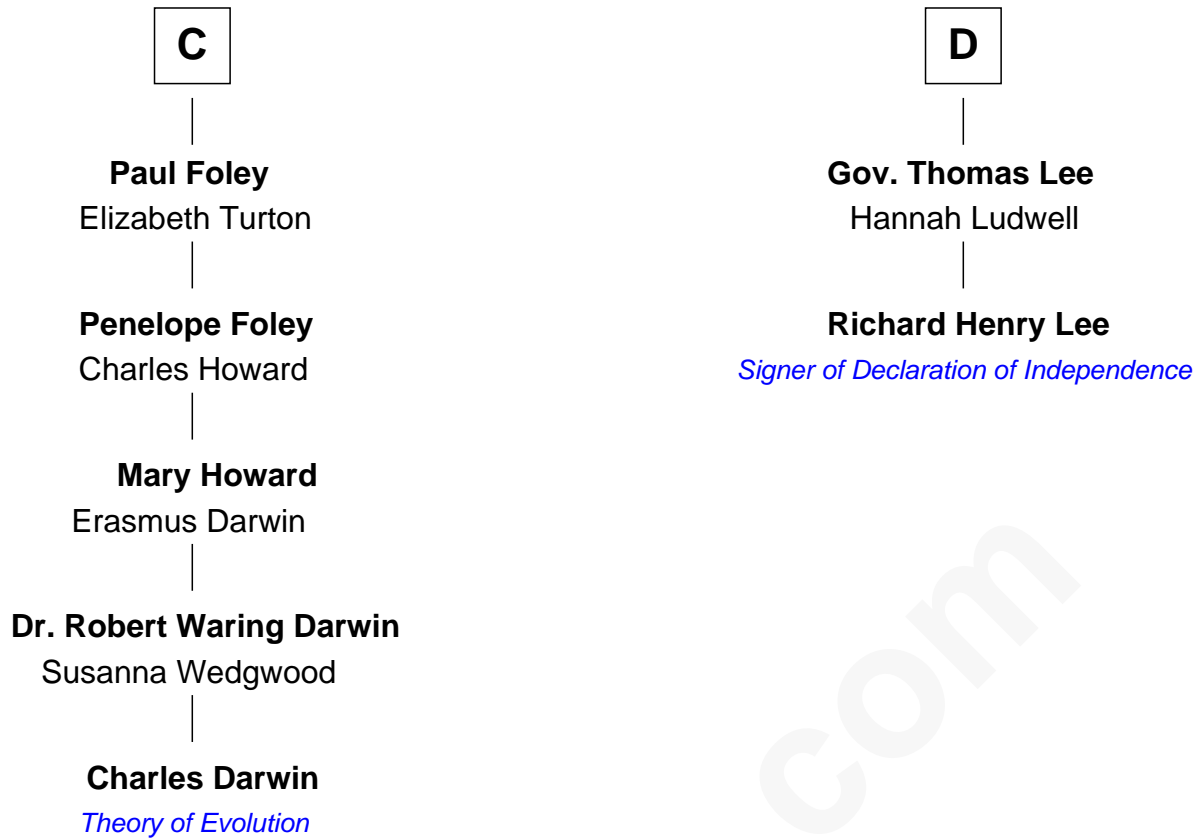 C
Paul Foley
Elizabeth Turton
Penelope Foley
Charles Howard
Mary Howard
Erasmus Darwin
Dr. Robert Waring Darwin
Susanna Wedgwood
Charles Darwin
Theory of Evolution
D
Gov. Thomas Lee
Hannah Ludwell
Richard Henry Lee
Signer of Declaration of Independence
com